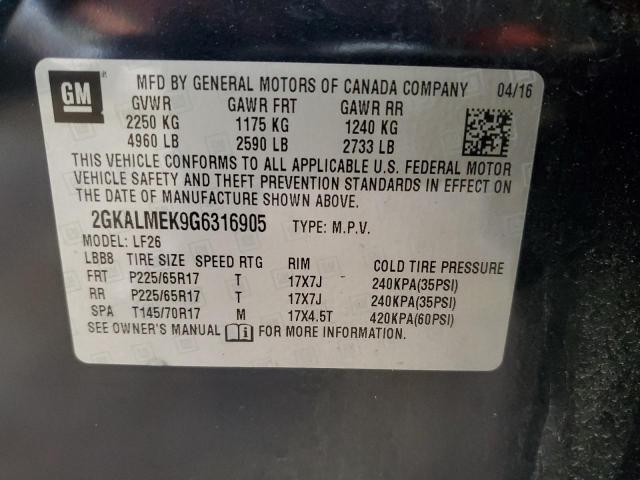 GM
MFD BY GENERAL MOTORS OF CANADA COMPANY 04/16
GVWR GAWR FRT GAWR RR
2250 KG 1175 KG 1240 KG
4960 LB 2590 LB 2733 LB
THIS VEHICLE CONFORMS TO ALL APPLICABLE U.S. FEDERAL MOTOR
VEHICLE SAFETY AND THEFT PREVENTION STANDARDS IN EFFECT ON
THE DATE OF MANUFACTURE SHOWN ABOVE.
2GKALMEK9G6316905 TYPE: M.P.V.
MODEL: LF26
LBB8 TIRE SIZE SPEED RTG RIM COLD TIRE PRESSURE
FRT P225/65R17 T 17X7J 240KPA(35PSI)
RR P225/65R17 T 17X7J 240KPA(35PSI)
SPA T145/70R17 M 17X4.5T 420KPA(60PSI)
SEE OWNER'S MANUAL FOR MORE INFORMATION.